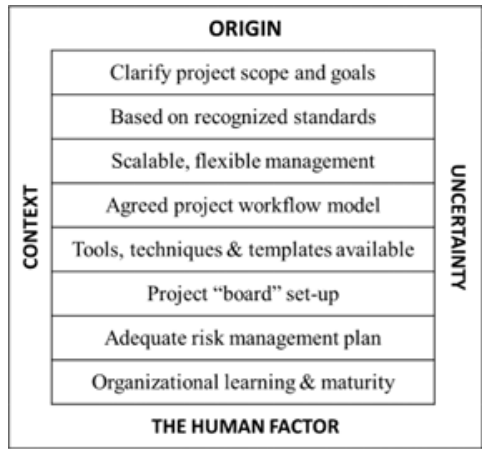 ORIGIN
Clarify project scope and goals
Based on recognized standards
Scalable, flexible management
Agreed project workflow model
Tools, techniques & templates available
Project “board” set-up
Adequate risk management plan
Organizational learning & maturity
CONTEXT
UNCERTAINTY
THE HUMAN FACTOR